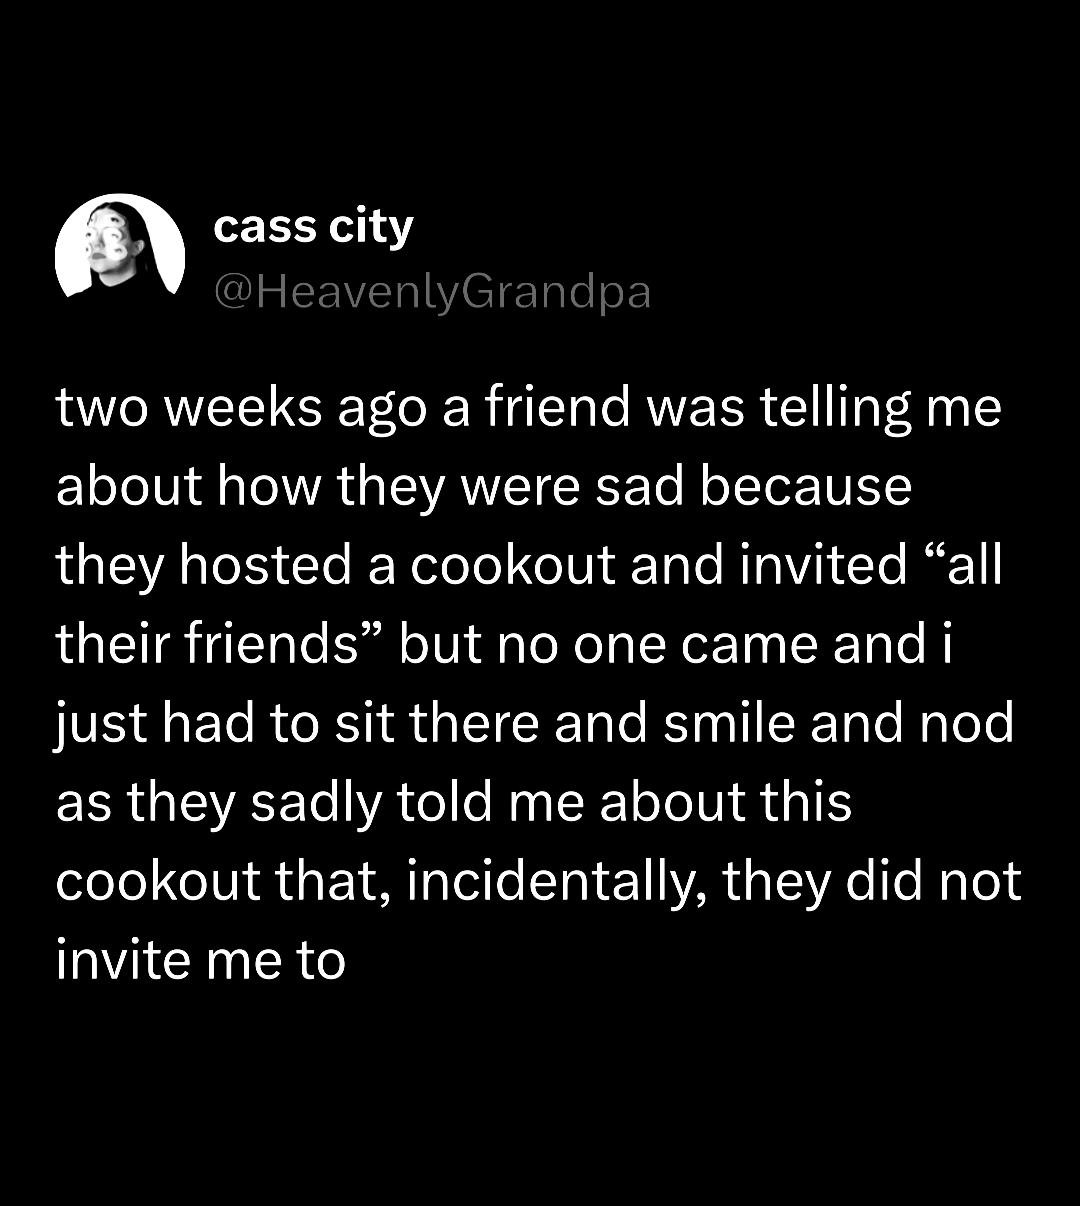 cass city
@HeavenlyGrandpa
two weeks ago a friend was telling me
about how they were sad because
they hosted a cookout and invited “all
their friends” but no one came and i
just had to sit there and smile and nod
as they sadly told me about this
cookout that, incidentally, they did not
invite me to